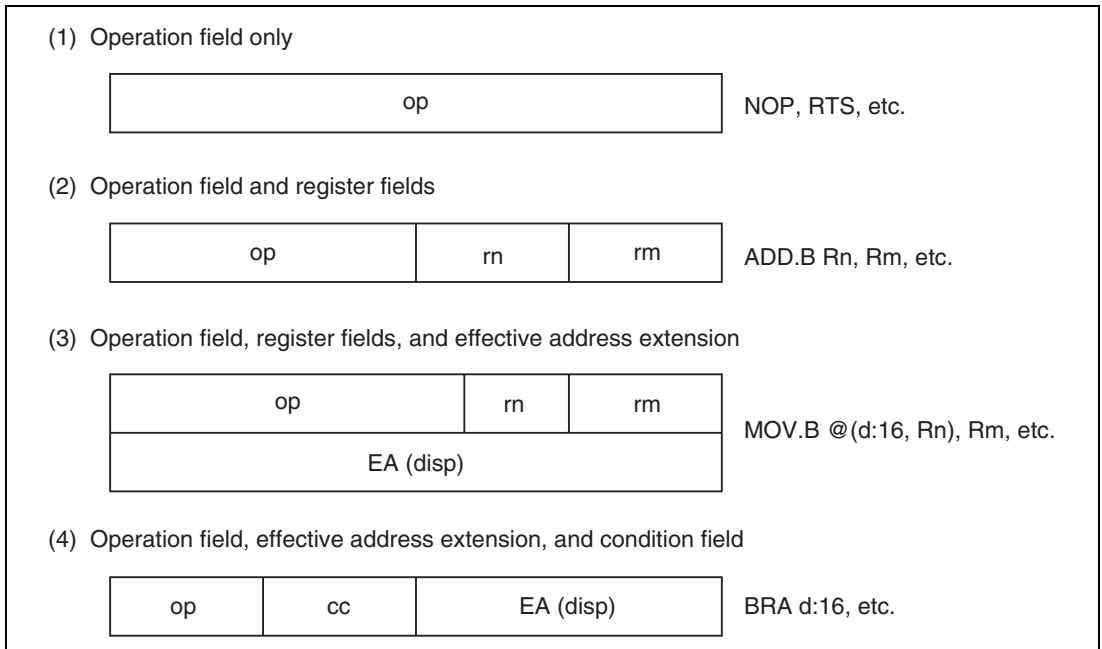 (1) Operation field only
op
NOP, RTS, etc.
(2) Operation field and register fields
op rn rm
ADD.B Rn, Rm, etc.
(3) Operation field, register fields, and effective address extension
op rn rm
EA (disp)
MOV.B @(d:16, Rn), Rm, etc.
(4) Operation field, effective address extension, and condition field
op cc EA (disp)
BRA d:16, etc.